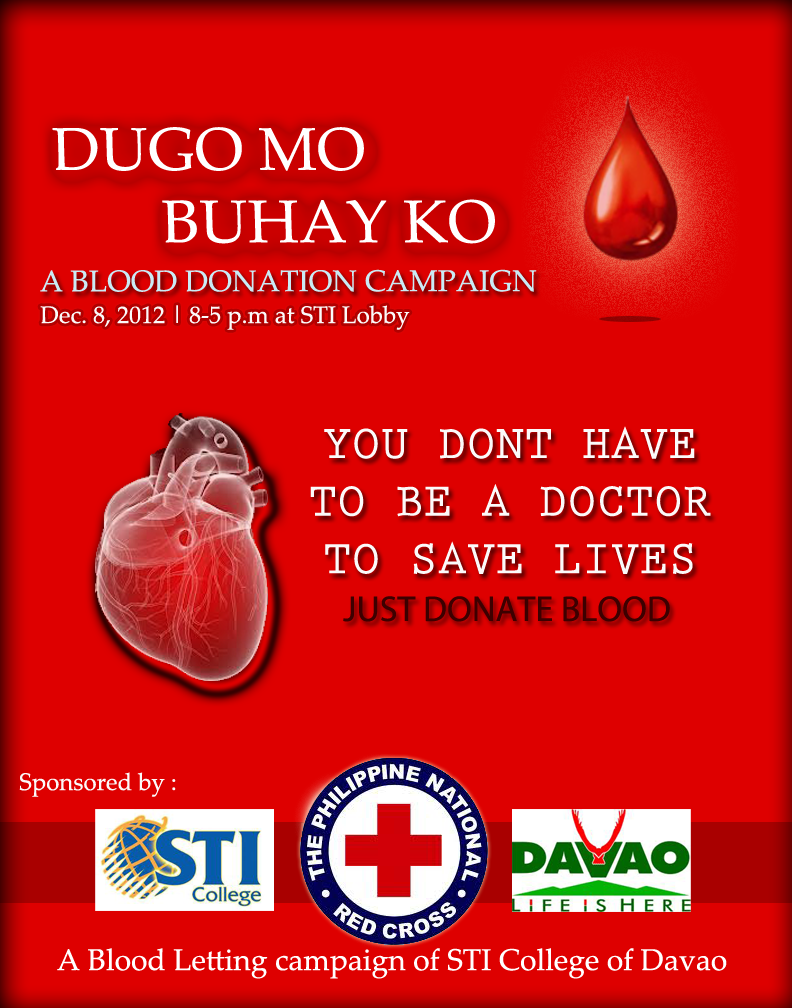 DUGO MO
BUHAY KO
A BLOOD DONATION CAMPAIGN
Dec. 8, 2012 | 8-5 p.m at STI Lobby
YOU DONT HAVE
TO BE A DOCTOR
TO SAVE LIVES
JUST DONATE BLOOD
Sponsored by :
STI
College
THE PHILIPPINE NATIONAL
• RED CROSS •
DAVAO
LIFE IS HERE
A Blood Letting campaign of STI College of Davao